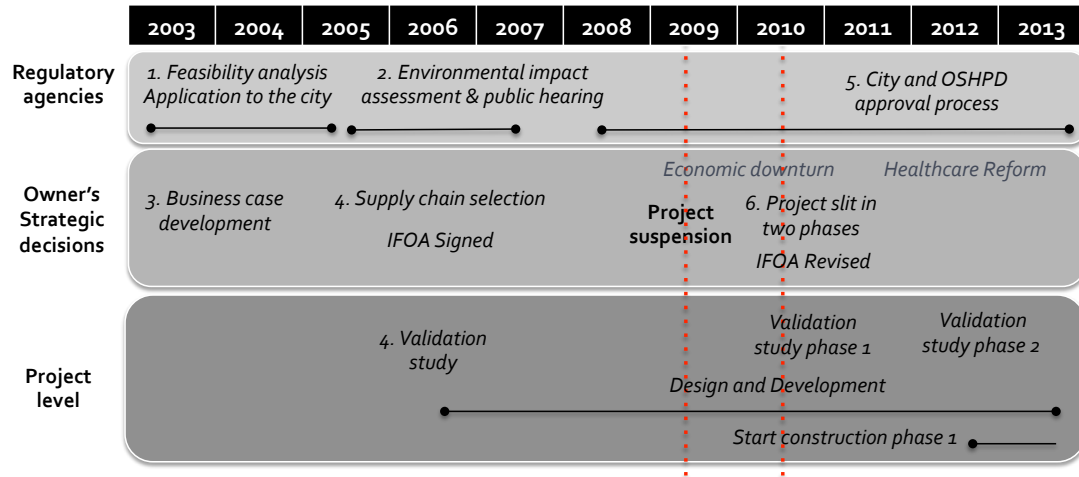 2003 2004 2005 2006 2007 2008 2009 2010 2011 2012 2013
Regulatory
agencies
1. Feasibility analysis
Application to the city
2. Environmental impact
assessment & public hearing
5. City and OSHPD
approval process
Owner's
Strategic
decisions
Economic downturn
Healthcare Reform
3. Business case
development
4. Supply chain selection
IFOA Signed
Project
suspension
6. Project slit in
two phases
IFOA Revised
Project
level
4. Validation
study
Validation
study phase 1
Validation
study phase 2
Design and Development
Start construction phase 1